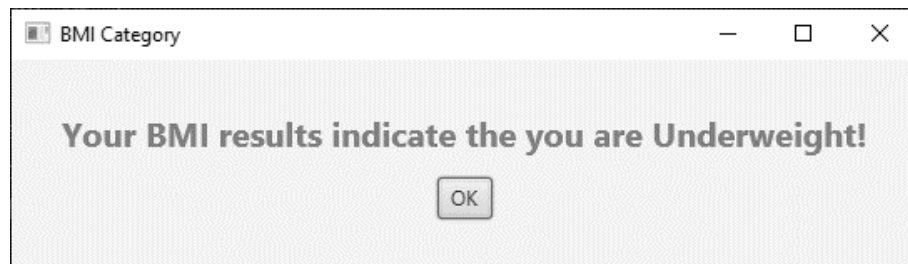 BMI Category
Your BMI results indicate the you are Underweight!
OK